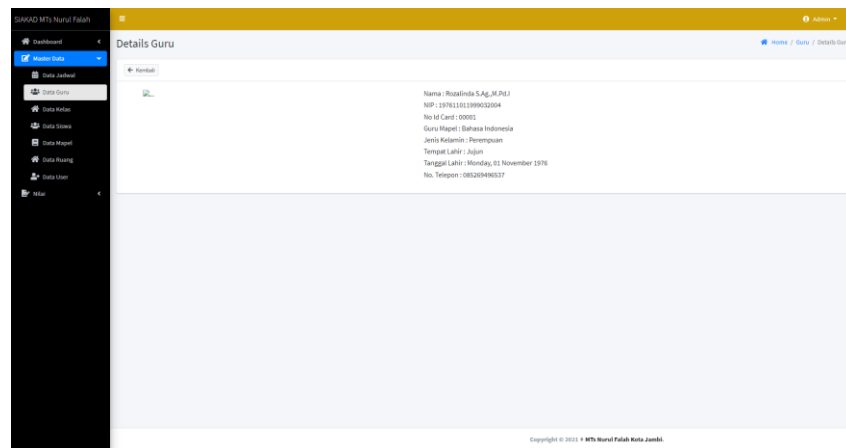 SIAKAD MTs Nurul Falah
Admin
Dashboard
Master Data
Data Jadwal
Data Guru
Data Kelas
Data Siswa
Data Mapel
Data Ruang
Data User
Nilai
Details Guru
Home / Guru / Details Gur
Kembali
Nama : Rozalinda S.Ag.,M.Pd.I
NIP : 197611011999032004
No Id Card : 00001
Guru Mapel : Bahasa Indonesia
Jenis Kelamin : Perempuan
Tempat Lahir : Jujun
Tanggal Lahir : Monday, 01 November 1976
No. Telepon : 085269496537
Copyright © 2021 MTs Nurul Falah Kota Jambi.